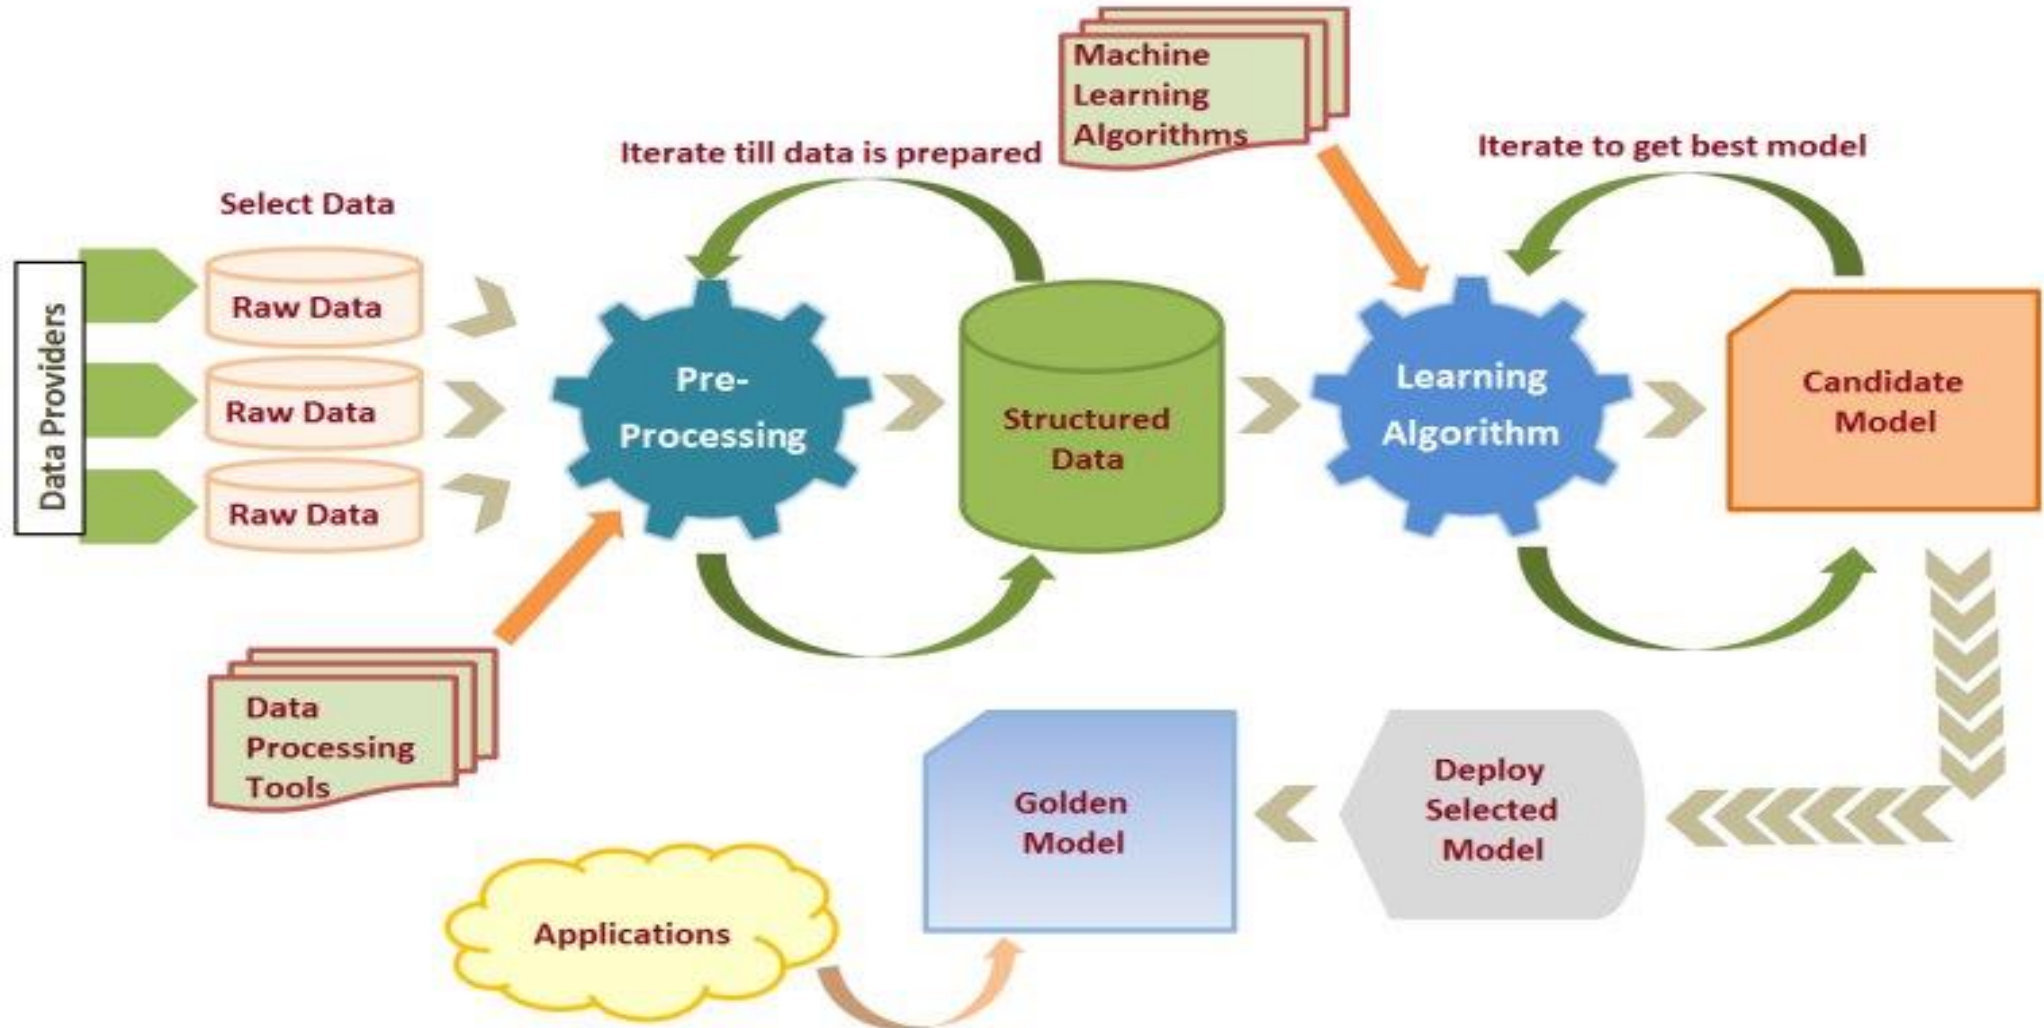 Machine
Learning
Algorithms
Iterate till data is prepared
Iterate to get best model
Select Data
Data Providers
Raw Data
Raw Data
Raw Data
Pre-
Processing
Structured
Data
Learning
Algorithm
Candidate
Model
Data
Processing
Tools
Golden
Model
Deploy
Selected
Model
Applications